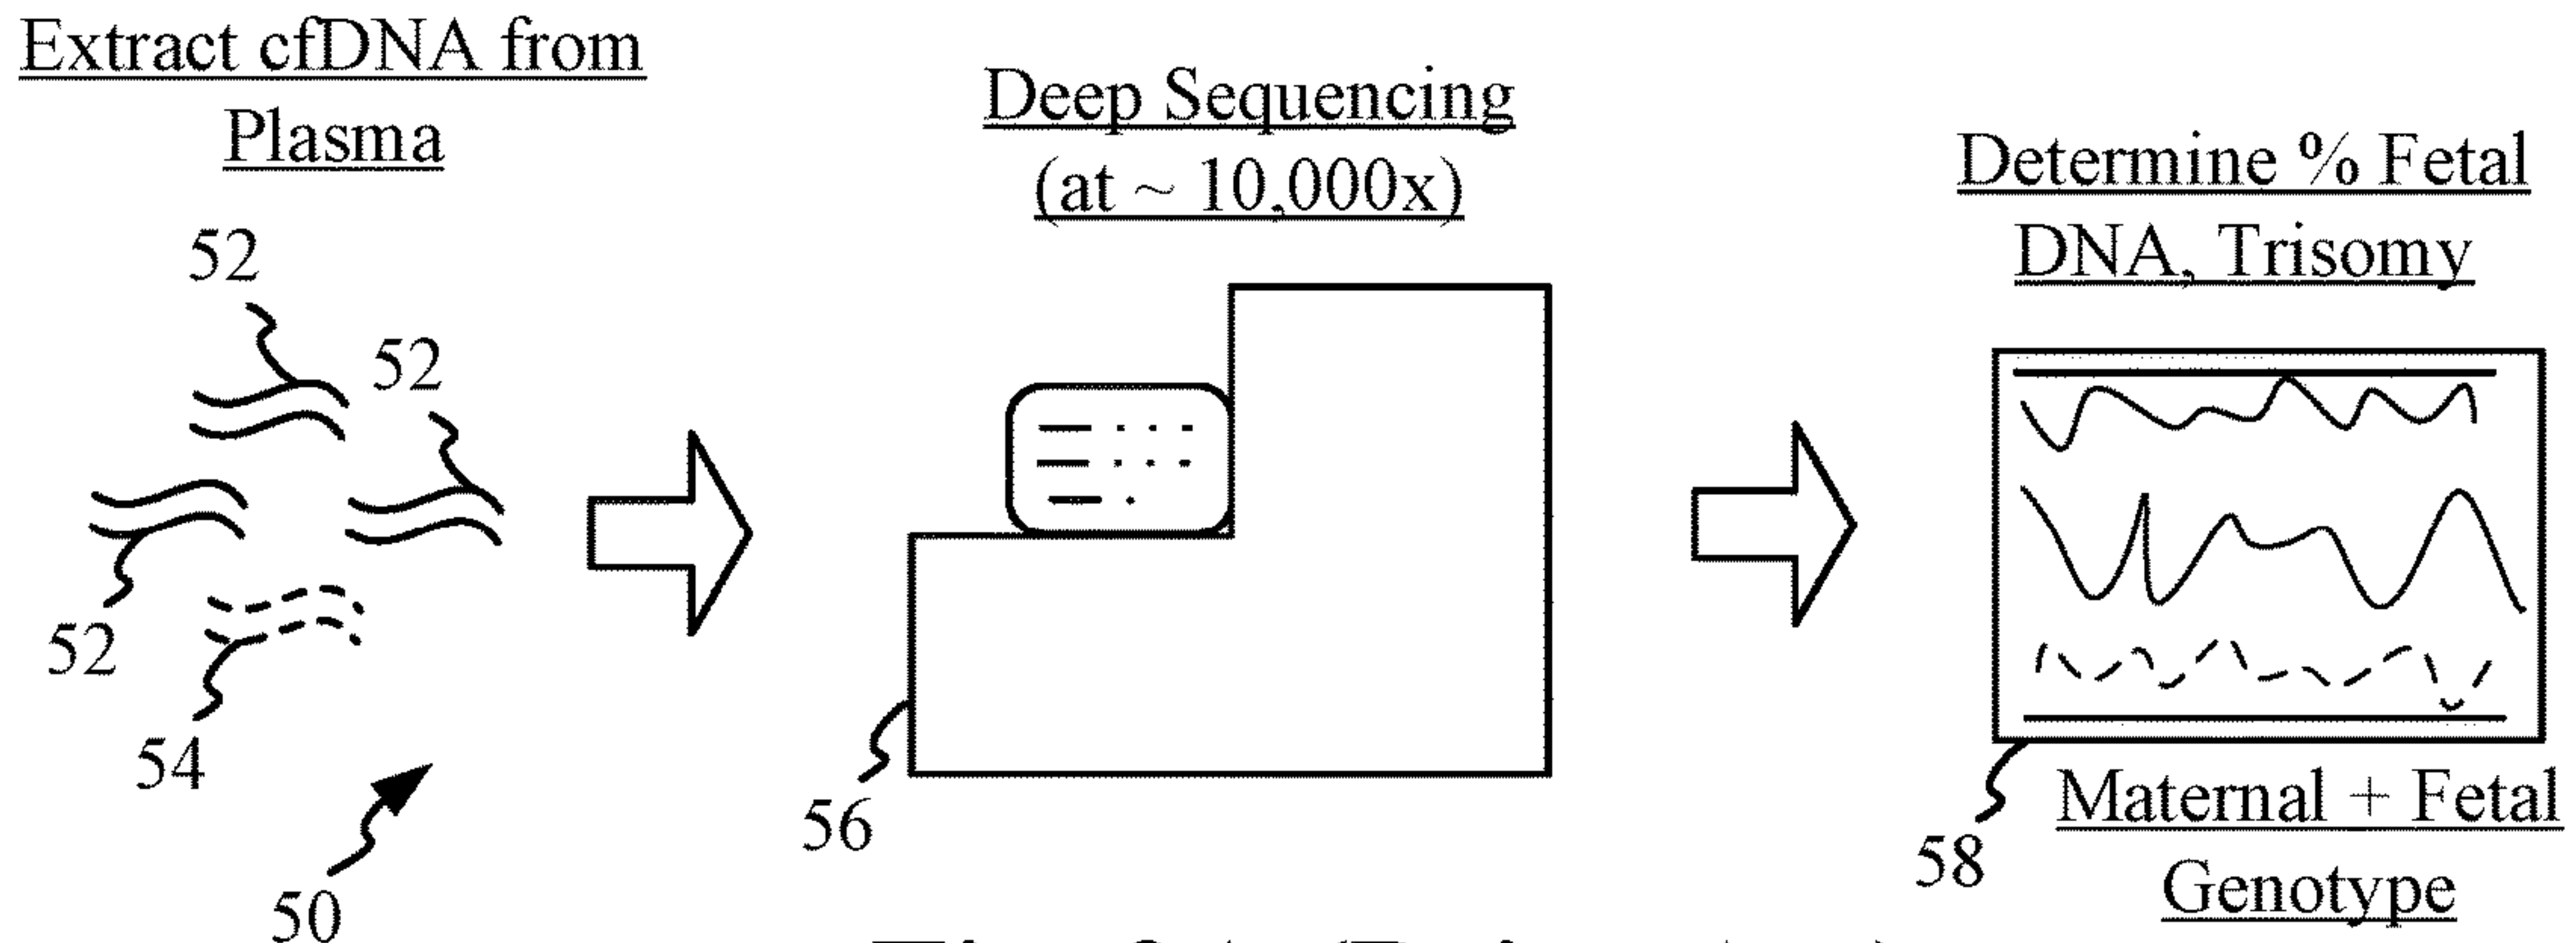 Extract cfDNA from
Plasma
Deep Sequencing
(at ~ 10,000x)
Determine % Fetal
DNA, Trisomy
52
52
52
54
50
56
58
Maternal + Fetal
Genotype